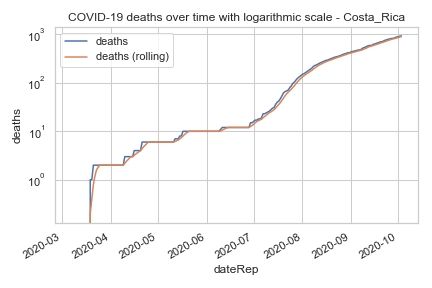 COVID-19 deaths over time with logarithmic scale - Costa_Rica
deaths
deaths (rolling)
10³
10²
10¹
10⁰
deaths
2020-03
2020-04
2020-05
2020-06
2020-07
2020-08
2020-09
2020-10
dateRep